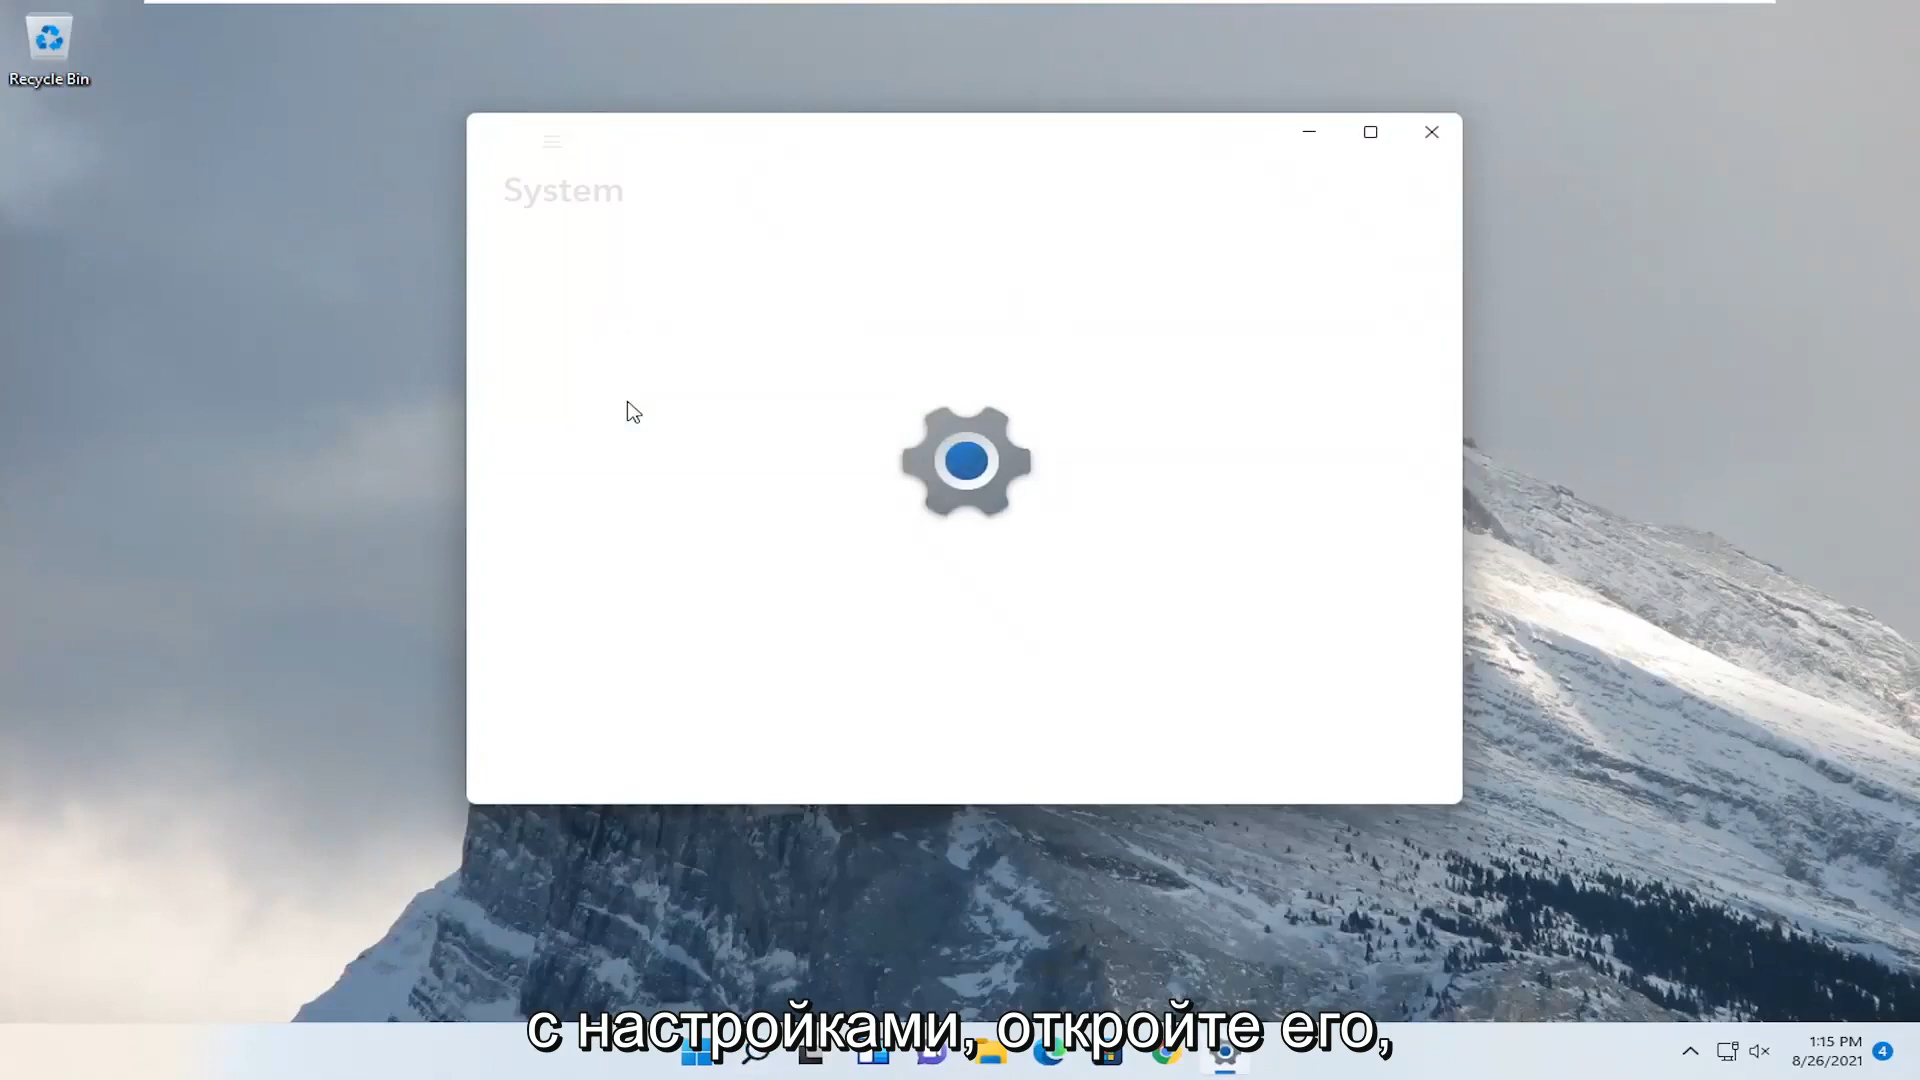 Recycle Bin
System
с настройками, откройте его,
1:15 PM
8/26/2021
4